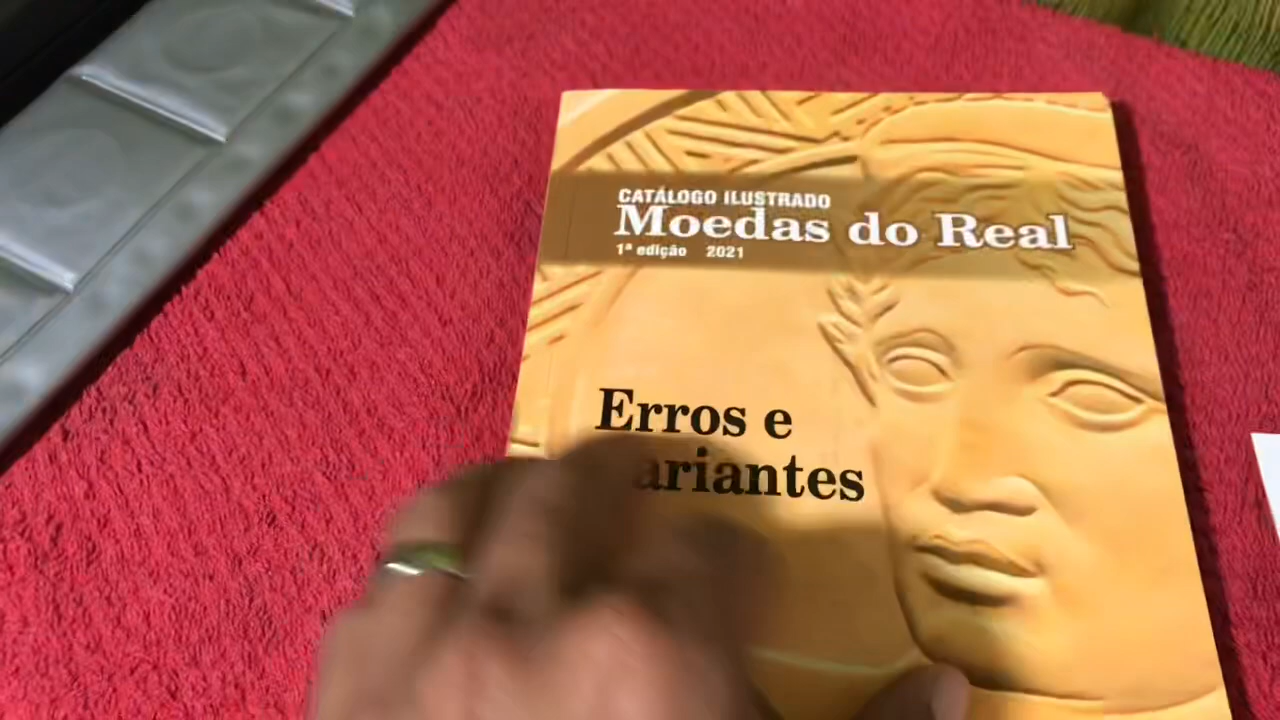 CATÁLOGO ILUSTRADO
Moedas do Real
1ª edição 2021
Erros e
ariantes